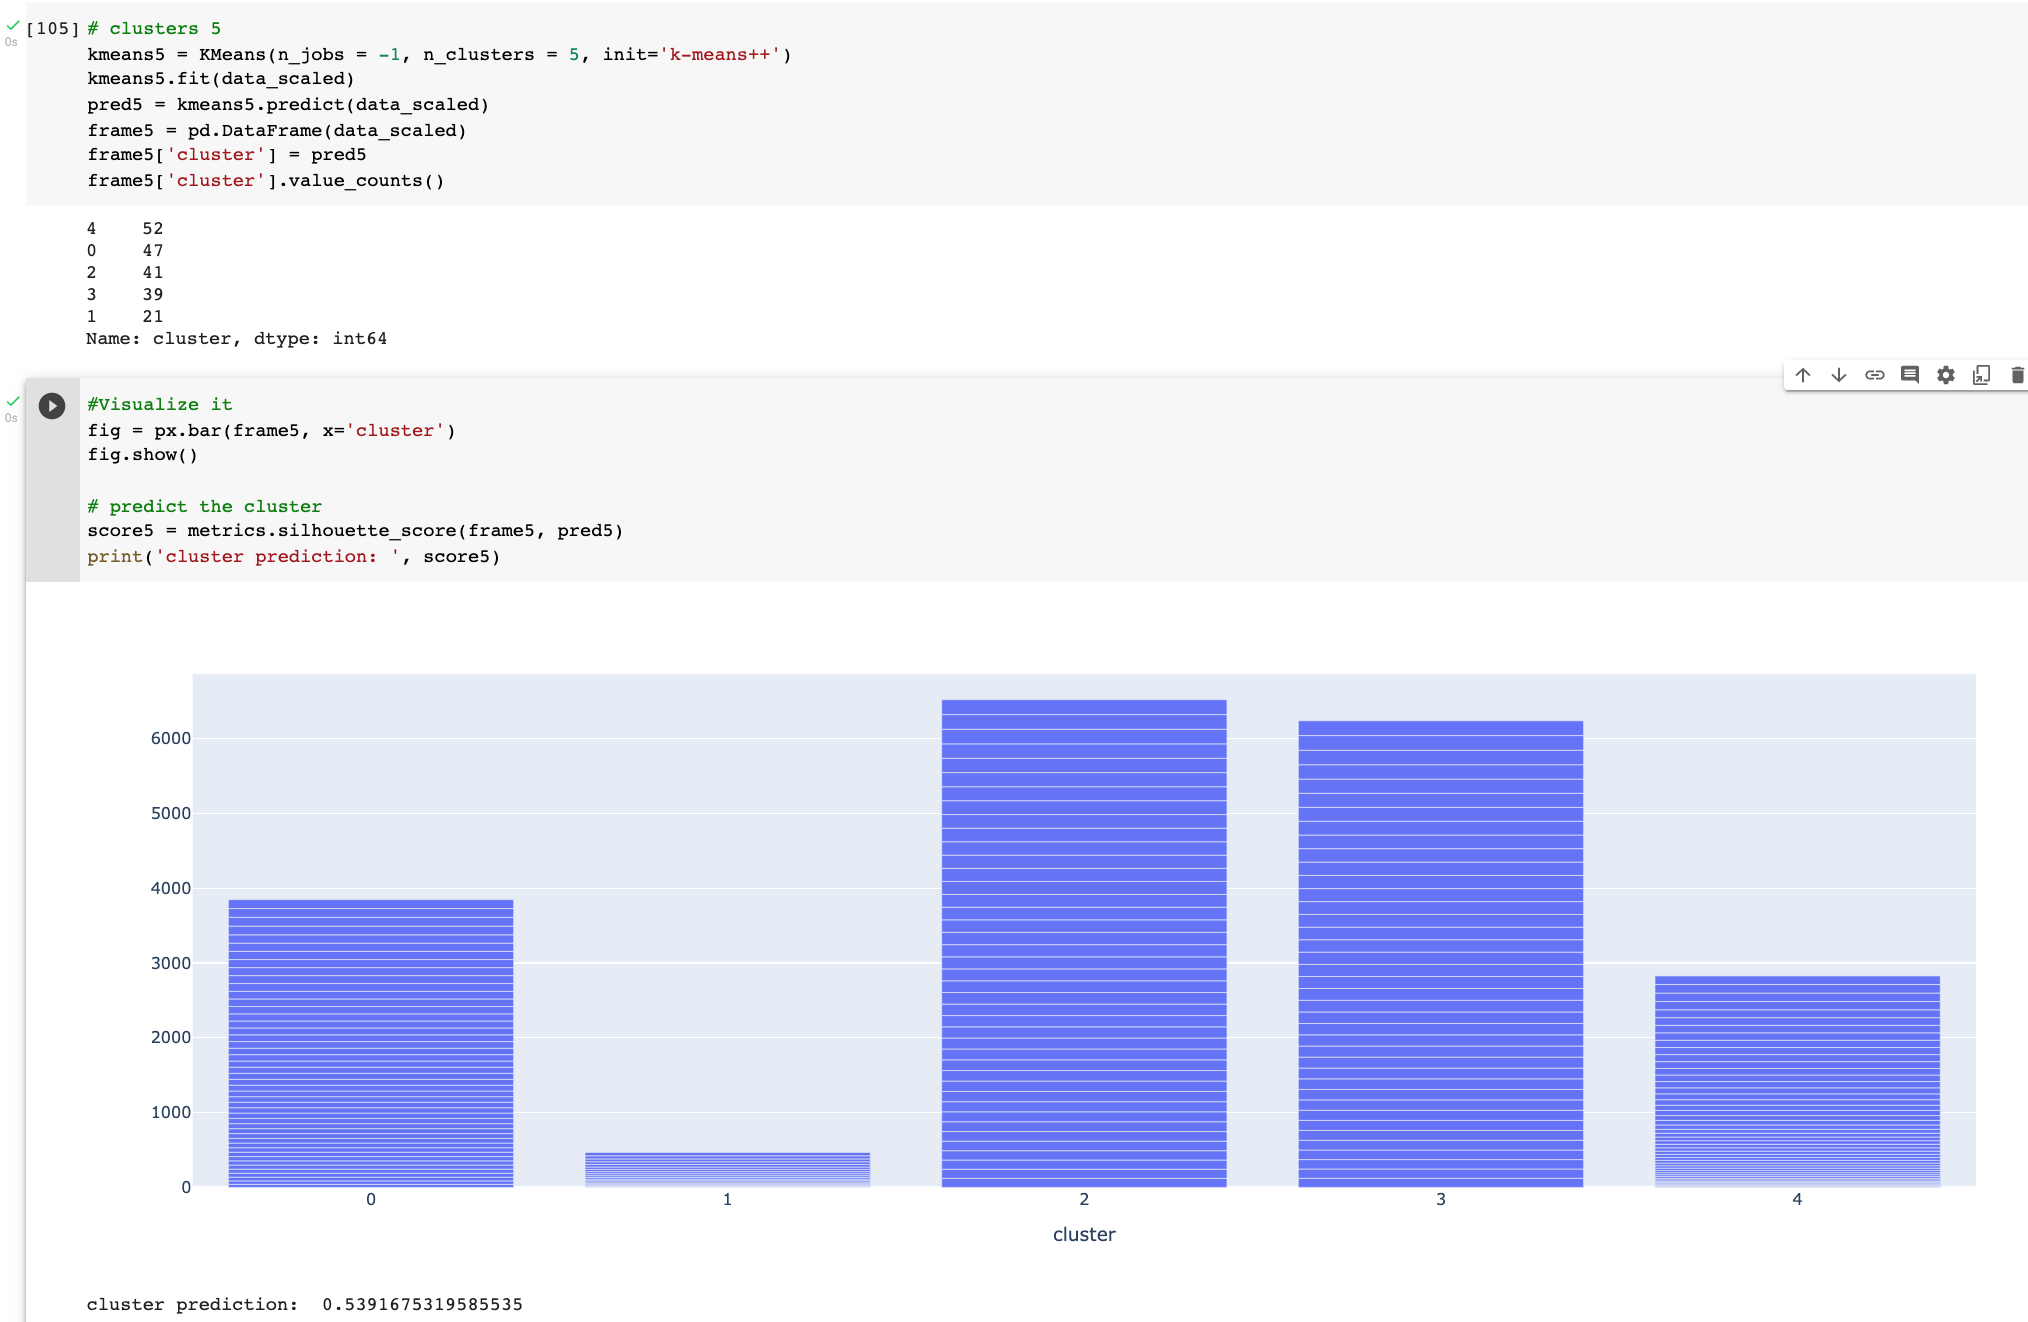 [105] # clusters 5
0s
kmeans5 = KMeans(n_jobs = -1, n_clusters = 5, init='k-means++')
kmeans5.fit(data_scaled)
pred5 = kmeans5.predict(data_scaled)
frame5 = pd.DataFrame(data_scaled)
frame5['cluster'] = pred5
frame5['cluster'].value_counts()
4 52
0 47
2 41
3 39
1 21
Name: cluster, dtype: int64
#Visualize it
0s
fig = px.bar(frame5, x='cluster')
fig.show()
# predict the cluster
score5 = metrics.silhouette_score(frame5, pred5)
print('cluster prediction: ', score5)
6000
5000
4000
3000
2000
1000
0
0 1 2 3 4
cluster
cluster prediction:  0.5391675319585535